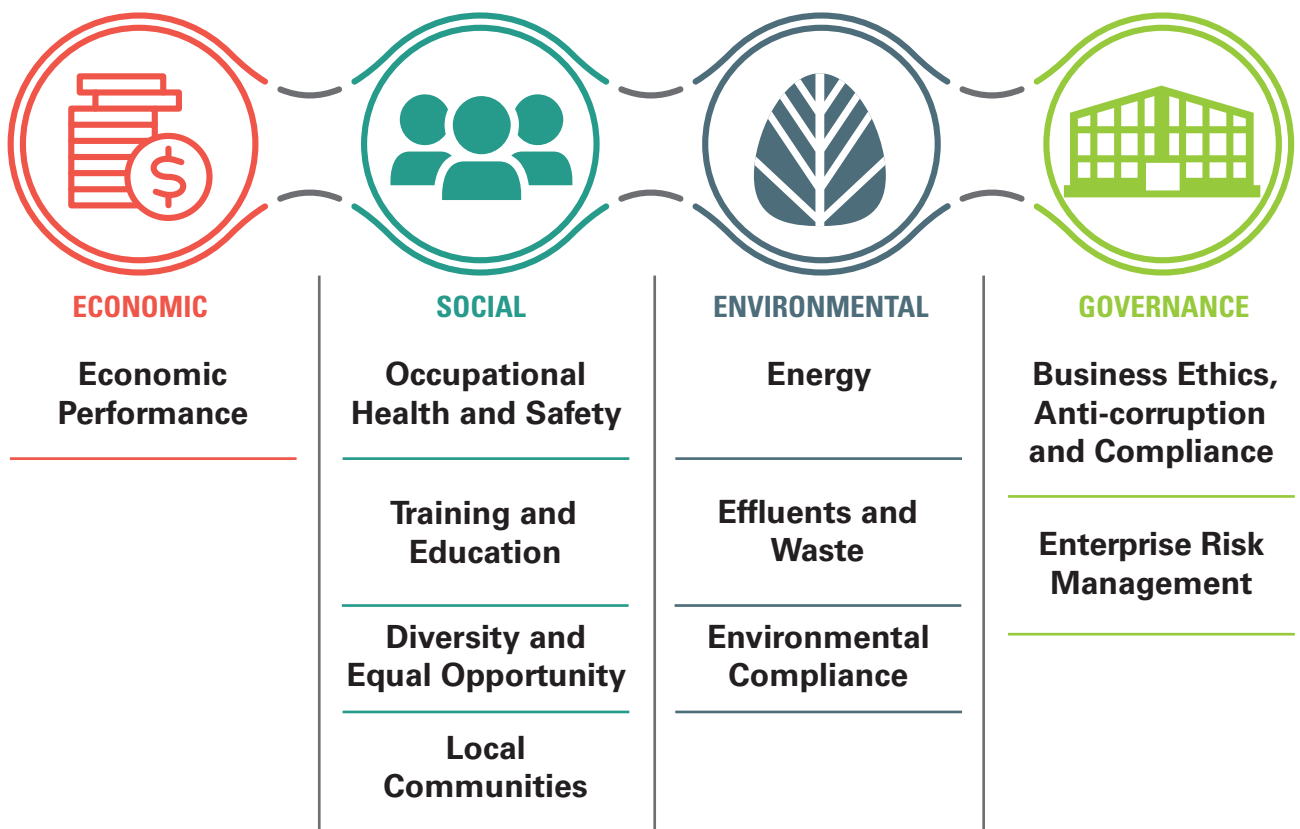 $
ECONOMIC
Economic
Performance
SOCIAL
Occupational
Health and Safety
Training and
Education
Diversity and
Equal Opportunity
Local
Communities
ENVIRONMENTAL
Energy
Effluents and
Waste
Environmental
Compliance
GOVERNANCE
Business Ethics,
Anti-corruption
and Compliance
Enterprise Risk
Management